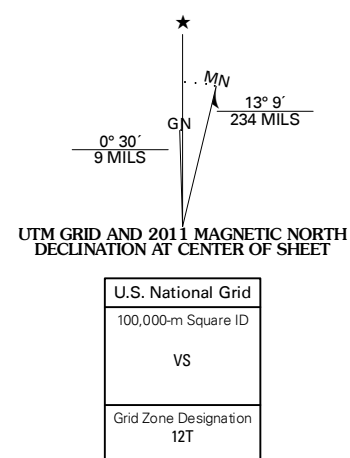 MN
GN
13° 9´
234 MILS
0° 30´
9 MILS
UTM GRID AND 2011 MAGNETIC NORTH
DECLINATION AT CENTER OF SHEET
U.S. National Grid
100,000-m Square ID
VS
Grid Zone Designation
12T